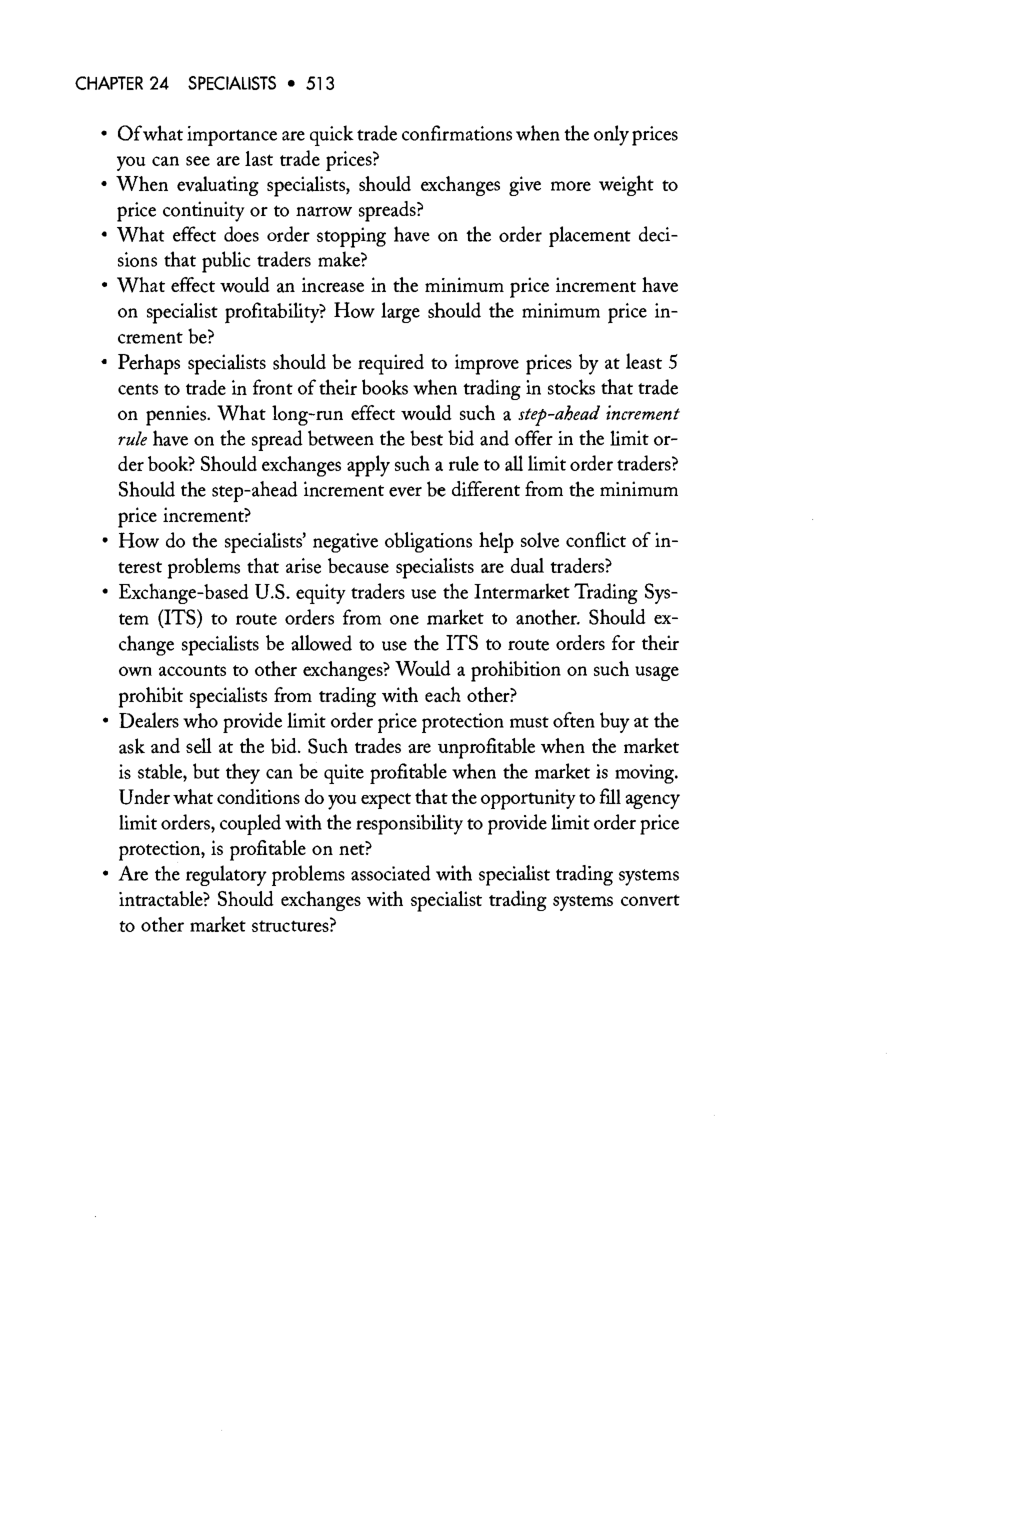 CHAPTER 24 SPECIALISTS • 513
• Of what importance are quick trade confirmations when the only prices
you can see are last trade prices?
• When evaluating specialists, should exchanges give more weight to
price continuity or to narrow spreads?
• What effect does order stopping have on the order placement deci-
sions that public traders make?
• What effect would an increase in the minimum price increment have
on specialist profitability? How large should the minimum price in-
crement be?
• Perhaps specialists should be required to improve prices by at least 5
cents to trade in front of their books when trading in stocks that trade
on pennies. What long-run effect would such a step-ahead increment
rule have on the spread between the best bid and offer in the limit or-
der book? Should exchanges apply such a rule to all limit order traders?
Should the step-ahead increment ever be different from the minimum
price increment?
• How do the specialists' negative obligations help solve conflict of in-
terest problems that arise because specialists are dual traders?
• Exchange-based U.S. equity traders use the Intermarket Trading Sys-
tem (ITS) to route orders from one market to another. Should ex-
change specialists be allowed to use the ITS to route orders for their
own accounts to other exchanges? Would a prohibition on such usage
prohibit specialists from trading with each other?
• Dealers who provide limit order price protection must often buy at the
ask and sell at the bid. Such trades are unprofitable when the market
is stable, but they can be quite profitable when the market is moving.
Under what conditions do you expect that the opportunity to fill agency
limit orders, coupled with the responsibility to provide limit order price
protection, is profitable on net?
• Are the regulatory problems associated with specialist trading systems
intractable? Should exchanges with specialist trading systems convert
to other market structures?